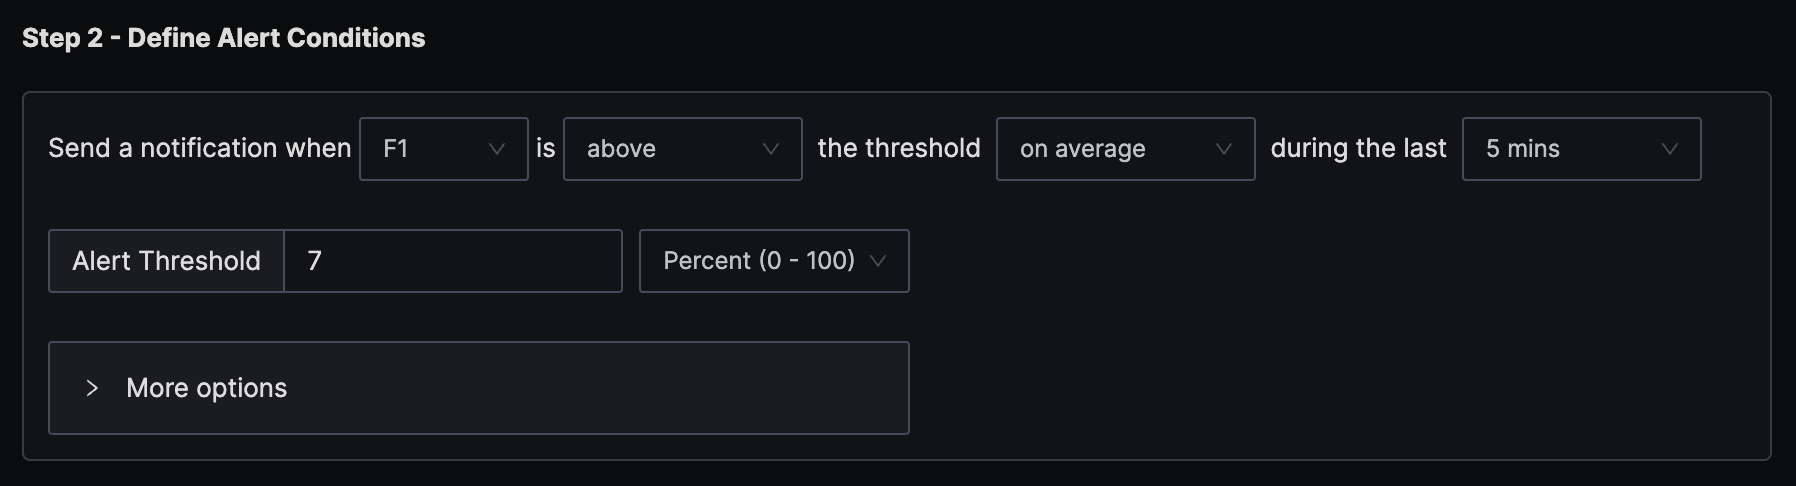 Step 2 - Define Alert Conditions
Send a notification when F1 is above the threshold on average during the last 5 mins
Alert Threshold 7 Percent (0 - 100)
More options